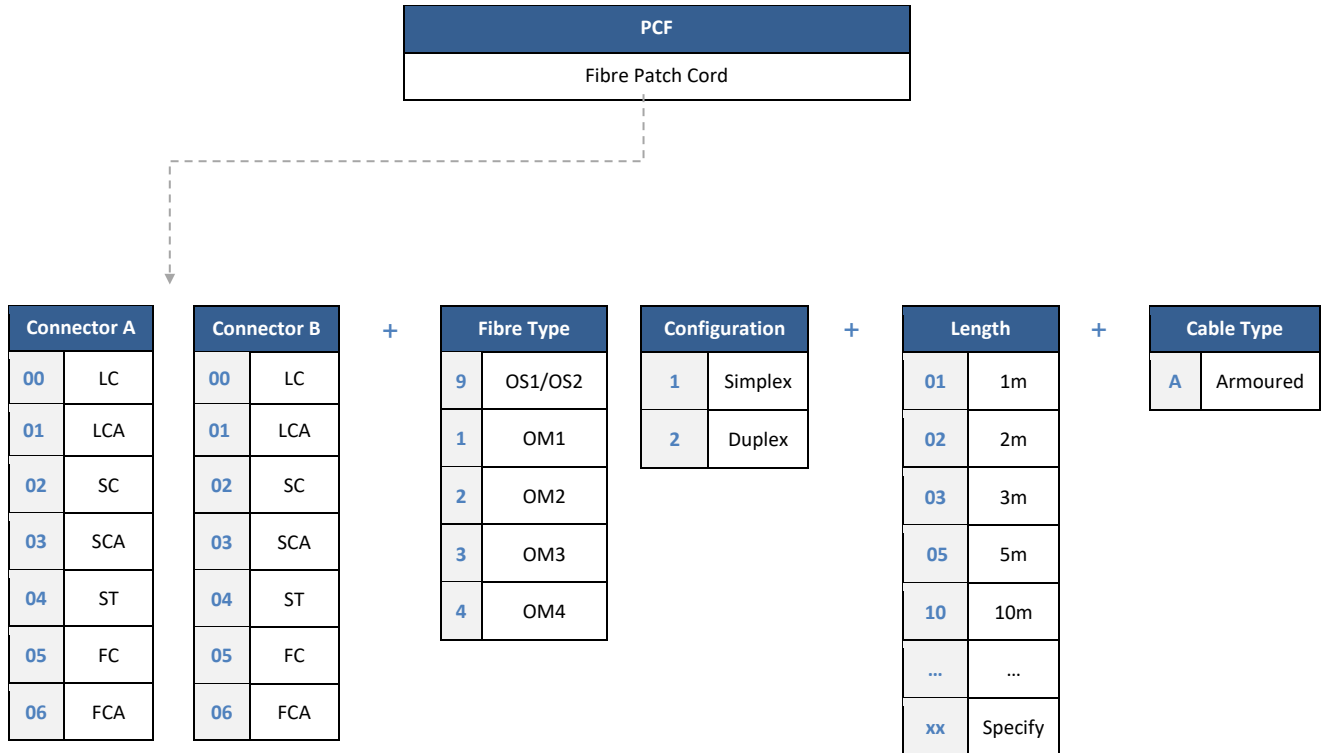 PCF
Fibre Patch Cord
Connector A
00 LC
01 LCA
02 SC
03 SCA
04 ST
05 FC
06 FCA
Connector B
00 LC
01 LCA
02 SC
03 SCA
04 ST
05 FC
06 FCA
+
Fibre Type
9 OS1/OS2
1 OM1
2 OM2
3 OM3
4 OM4
Configuration
1 Simplex
2 Duplex
+
Length
01 1m
02 2m
03 3m
05 5m
10 10m
... ...
xx Specify
+
Cable Type
A Armoured